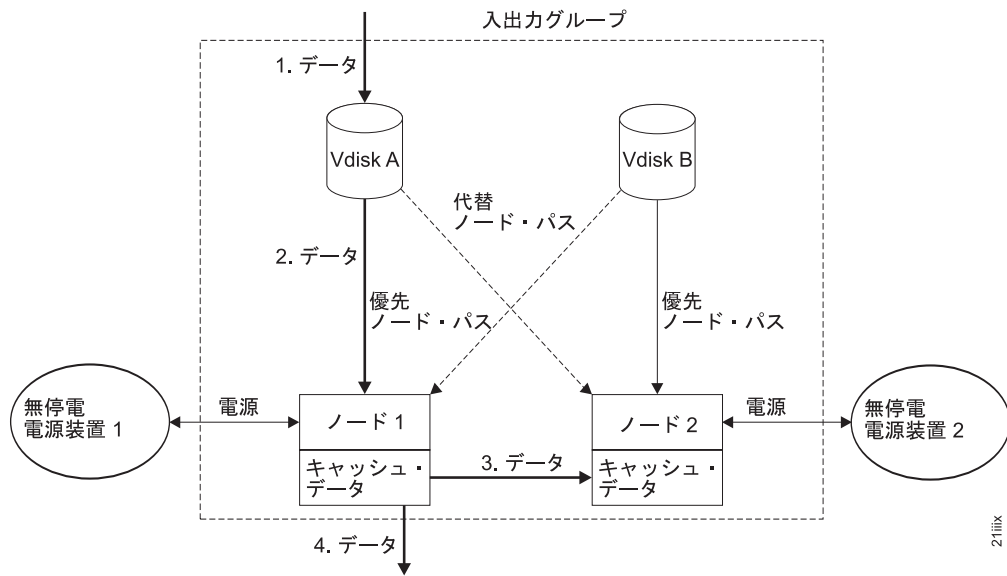 入出力グループ
1. データ
Vdisk A
Vdisk B
代替
ノード・パス
2. データ
優先
ノード・パス
優先
ノード・パス
無停電
電源装置 1
電源
ノード 1
ノード 2
電源
無停電
電源装置 2
キャッシュ・
データ
3. データ
キャッシュ・
データ
4. データ
21iiix